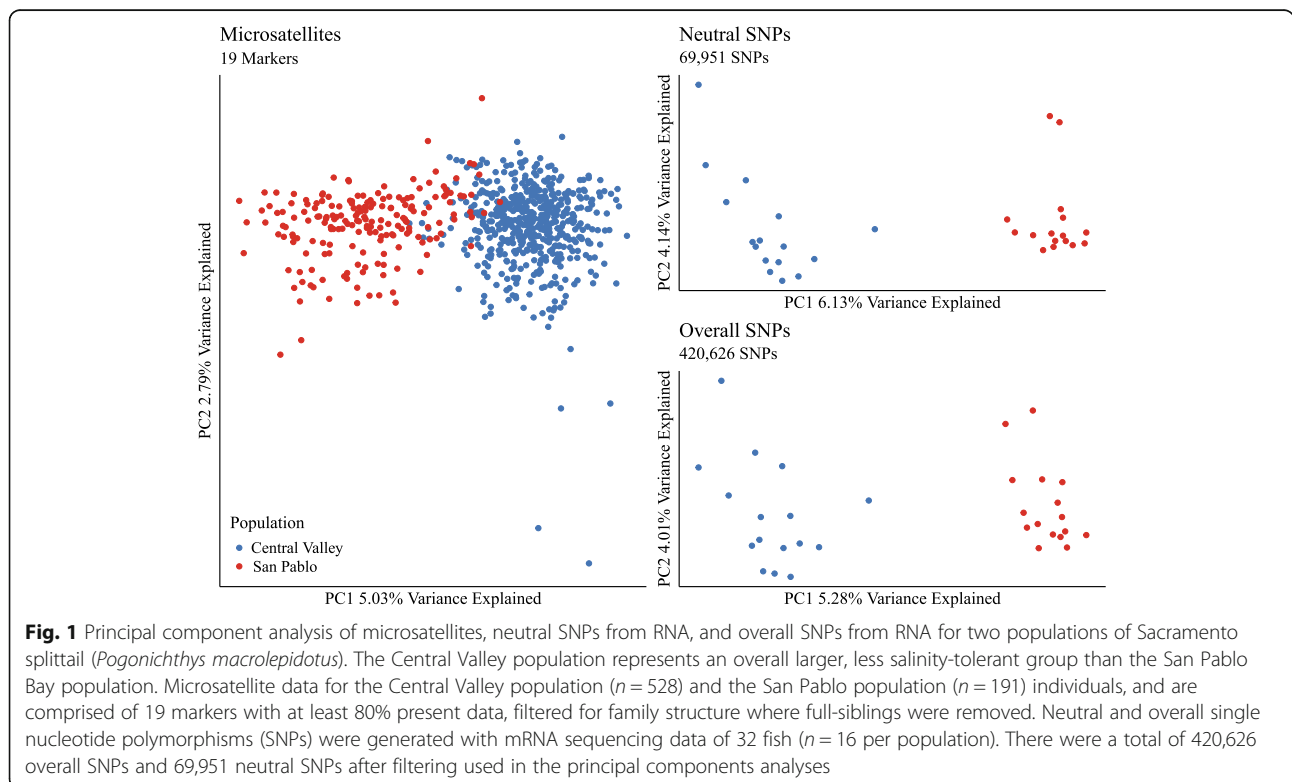 Microsatellites
19 Markers
PC2 2.79% Variance Explained
Population
Central Valley
San Pablo
PC1 5.03% Variance Explained
Neutral SNPs
69,951 SNPs
PC2 4.14% Variance Explained
PC1 6.13% Variance Explained
Overall SNPs
420,626 SNPs
PC2 4.01% Variance Explained
PC1 5.28% Variance Explained
Fig. 1 Principal component analysis of microsatellites, neutral SNPs from RNA, and overall SNPs from RNA for two populations of Sacramento
splittail (Pogonichthys macrolepidotus). The Central Valley population represents an overall larger, less salinity-tolerant group than the San Pablo
Bay population. Microsatellite data for the Central Valley population (n = 528) and the San Pablo population (n = 191) individuals, and are
comprised of 19 markers with at least 80% present data, filtered for family structure where full-siblings were removed. Neutral and overall single
nucleotide polymorphisms (SNPs) were generated with mRNA sequencing data of 32 fish (n = 16 per population). There were a total of 420,626
overall SNPs and 69,951 neutral SNPs after filtering used in the principal components analyses